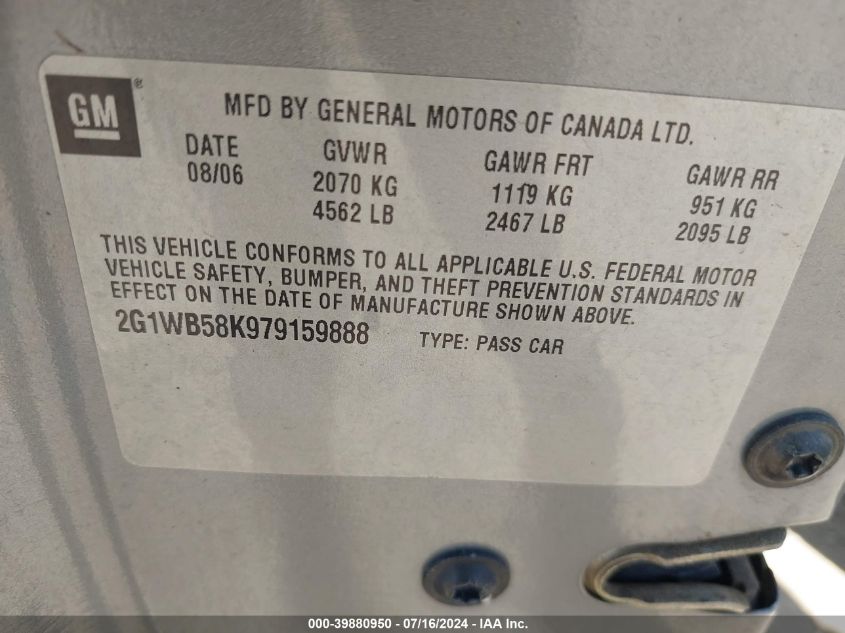 GM ®
MFD BY GENERAL MOTORS OF CANADA LTD.
DATE GVWR GAWR FRT GAWR RR
08/06 2070 KG 1119 KG 951 KG
4562 LB 2467 LB 2095 LB
THIS VEHICLE CONFORMS TO ALL APPLICABLE U.S. FEDERAL MOTOR
VEHICLE SAFETY, BUMPER, AND THEFT PREVENTION STANDARDS IN
EFFECT ON THE DATE OF MANUFACTURE SHOWN ABOVE.
2G1WB58K979159888 TYPE: PASS CAR
000-39880950 - 07/16/2024 - IAA Inc.